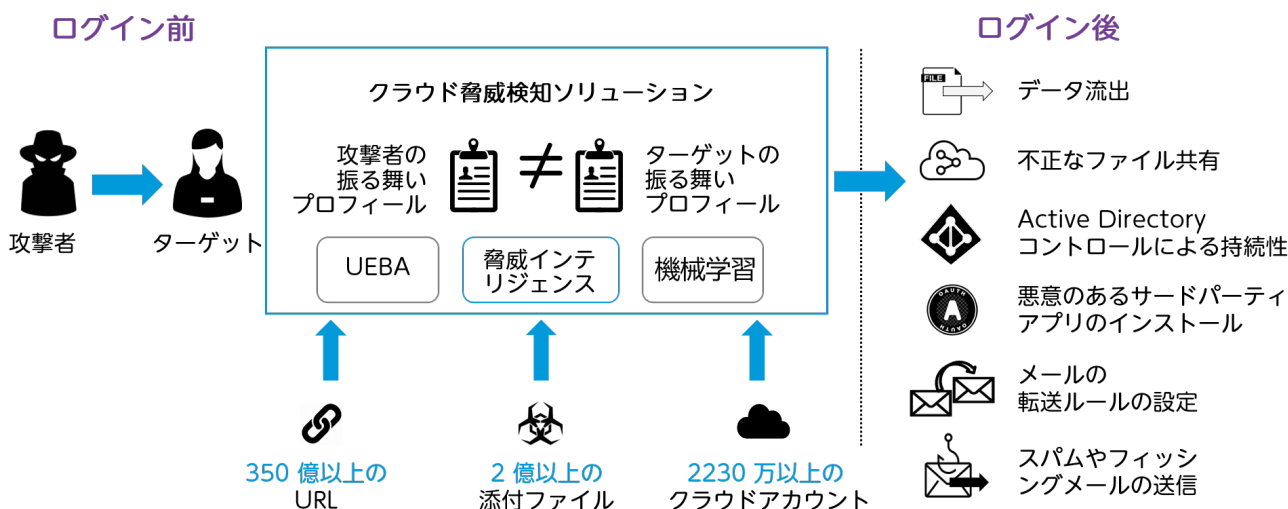 ログイン前
クラウド脅威検知ソリューション
攻撃者の
振る舞い
プロフィール
≠
ターゲットの
振る舞い
プロフィール
攻撃者
ターゲット
UEBA
脅威インテ
リジェンス
機械学習
350 億以上の
URL
2 億以上の
添付ファイル
2230 万以上の
クラウドアカウント
ログイン後
FILE
データ流出
不正なファイル共有
Active Directory
コントロールによる持続性
OAUTH
A
OAUTH
悪意のあるサードパーティ
アプリのインストール
メールの
転送ルールの設定
スパムやフィッシ
ングメールの送信